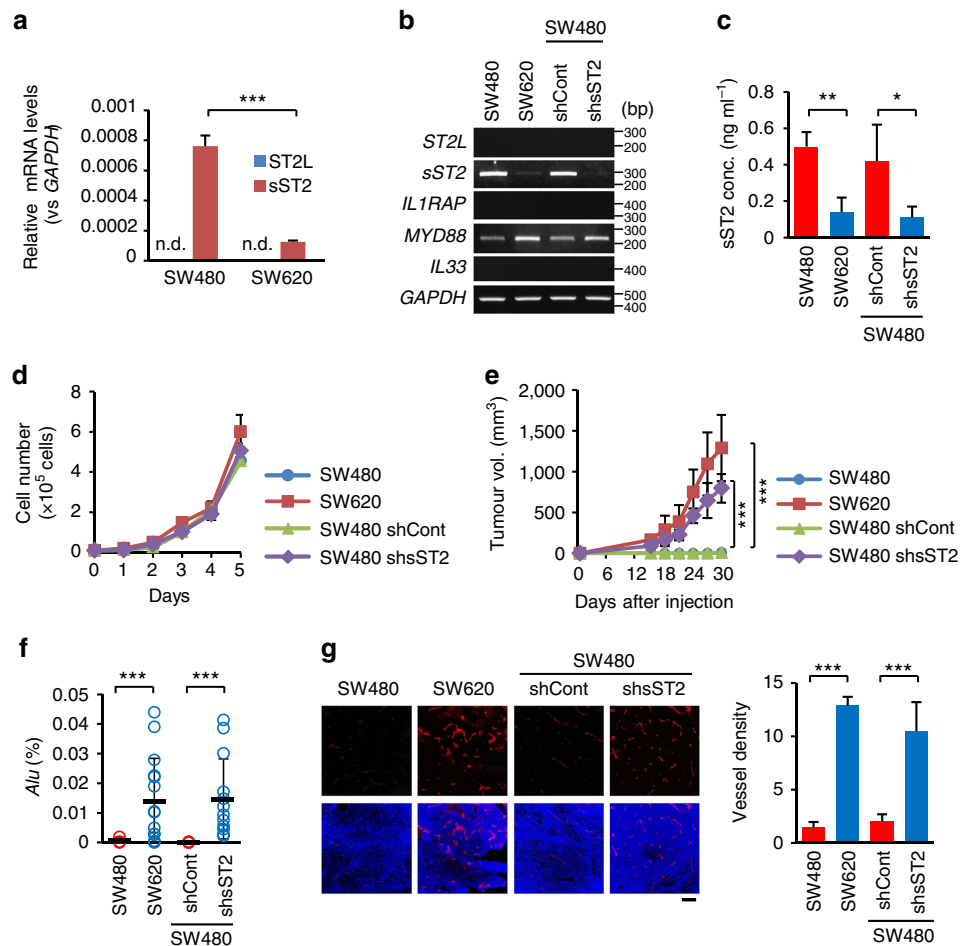 a
Relative mRNA levels
(vs GAPDH)
0.001
0.0008
0.0006
0.0004
0.0002
0
***
ST2L
sST2
n.d.
n.d.
SW480
SW620
b
SW480
SW480
SW620
shCont
shsST2
(bp)
ST2L
300
200
sST2
300
200
IL1RAP
400
300
MYD88
300
200
IL33
400
GAPDH
500
400
c
sST2 conc. (ng ml−1)
0.8
0.6
0.4
0.2
0
**
*
SW480
SW620
shCont
shsST2
SW480
d
Cell number
(×10⁵ cells)
8
6
4
2
0
0 1 2 3 4 5
Days
SW480
SW620
SW480 shCont
SW480 shsST2
e
Tumour vol. (mm³)
2,000
1,500
1,000
500
0
0 6 12 18 24 30
Days after injection
***
***
SW480
SW620
SW480 shCont
SW480 shsST2
f
Alu (%)
0.05
0.04
0.03
0.02
0.01
0
***
***
SW480
SW620
shCont
shsST2
SW480
g
SW480
SW480 SW620 shCont shsST2
Vessel density
15
10
5
0
***
***
SW480
SW620
shCont
shsST2
SW480